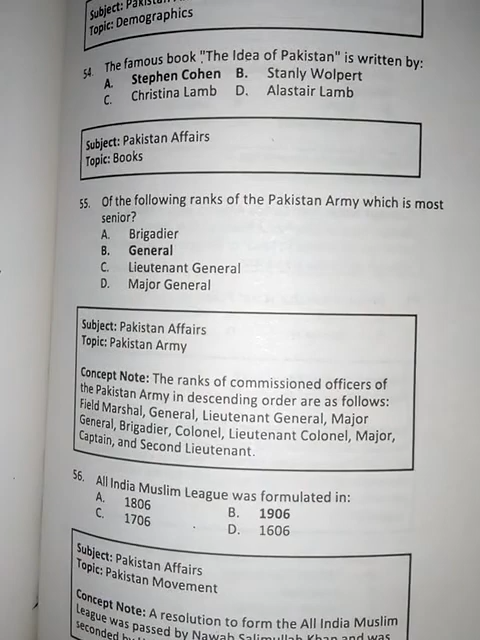 Subject: Pakistan
Topic: Demographics
54. The famous book "The Idea of Pakistan" is written by:
A. Stephen Cohen B. Stanly Wolpert
C. Christina Lamb D. Alastair Lamb
Subject: Pakistan Affairs
Topic: Books
55. Of the following ranks of the Pakistan Army which is most
senior?
A. Brigadier
B. General
C. Lieutenant General
D. Major General
Subject: Pakistan Affairs
Topic: Pakistan Army
Concept Note: The ranks of commissioned officers of
the Pakistan Army in descending order are as follows:
Field Marshal, General, Lieutenant General, Major
General, Brigadier, Colonel, Lieutenant Colonel, Major,
Captain, and Second Lieutenant.
56. All India Muslim League was formulated in:
A. 1806 B. 1906
C. 1706 D. 1606
Subject: Pakistan Affairs
Topic: Pakistan Movement
Concept Note: A resolution to form the All India Muslim
League was passed by Nawab Salimullah Khan and was
seconded by